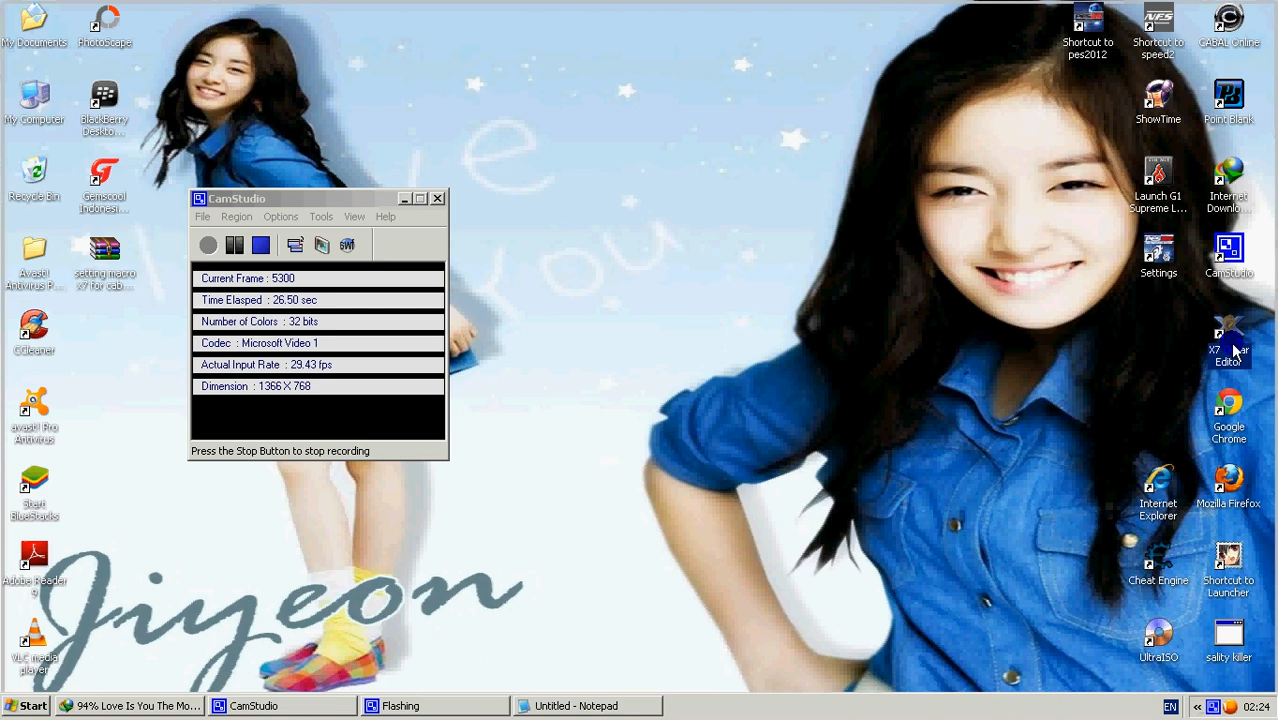 My Documents
PhotoScape
Shortcut to
pes2012
Shortcut to
speed2
CABAL Online
My Computer
BlackBerry
Deskto...
ShowTime
Point Blank
Recycle Bin
Gemscool
Indonesi...
Launch G1
Supreme L...
Internet
Downlo...
Avast!
Antivirus P...
setting macro
x7 for cab...
Settings
CamStudio
CCleaner
X7
Editor
avast! Pro
Antivirus
Google
Chrome
Start
BlueStacks
Internet
Explorer
Mozilla Firefox
Adobe Reader
9
Cheat Engine
Shortcut to
Launcher
VLC media
player
UltraISO
sality killer
I love you
Jiyeon
CamStudio
File Region Options Tools View Help
SWF
Current Frame : 5300
Time Elasped : 26.50 sec
Number of Colors : 32 bits
Codec : Microsoft Video 1
Actual Input Rate : 29.43 fps
Dimension : 1366 X 768
Press the Stop Button to stop recording
Start
94% Love Is You The Mo...
CamStudio
Flashing
Untitled - Notepad
EN
02:24